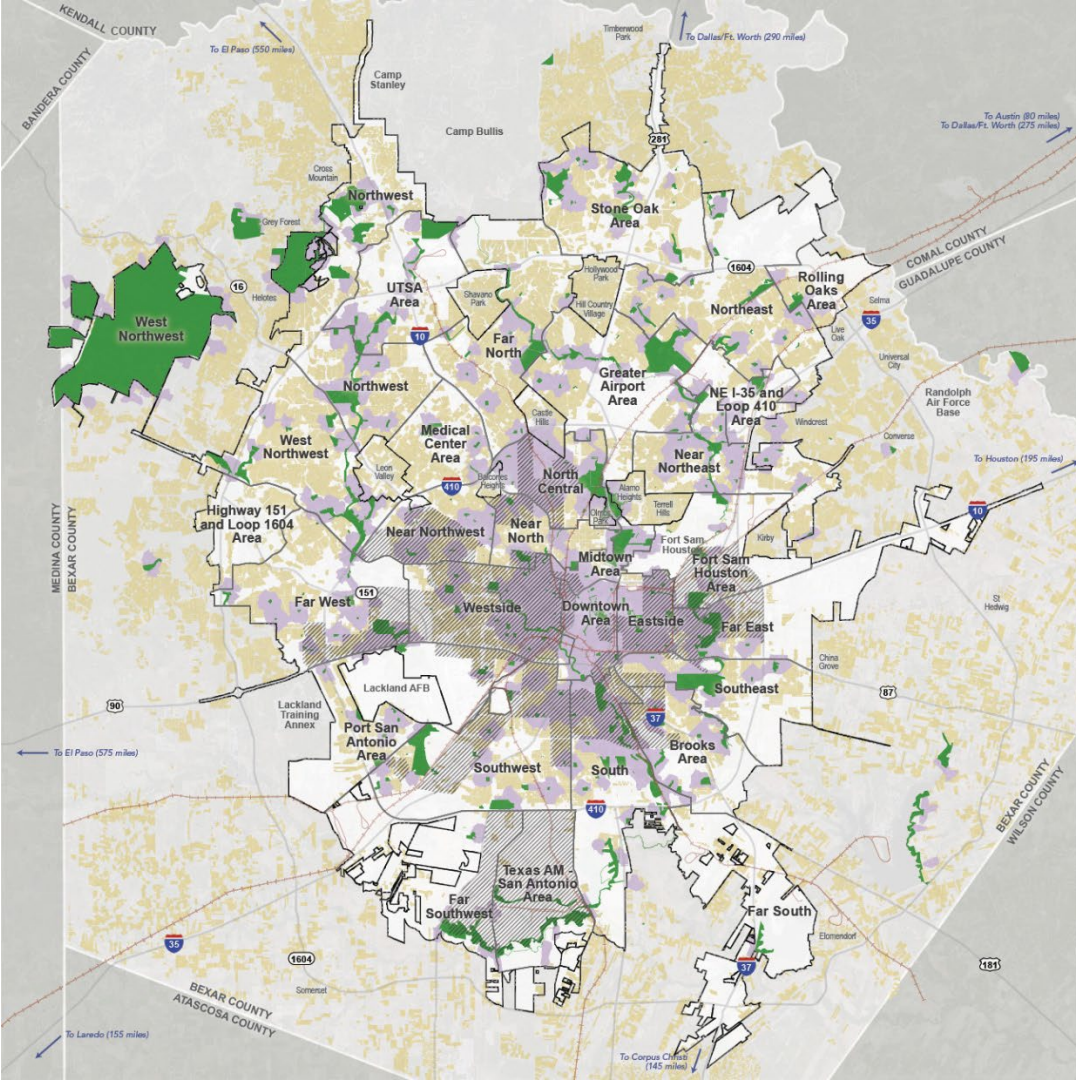 KENDALL COUNTY
BANDERA COUNTY
To El Paso (550 miles)
Timberwood
Park
To Dallas/Ft. Worth (290 miles)
Camp
Stanley
Camp Bullis
To Austin (80 miles)
To Dallas/Ft. Worth (275 miles)
281
Cross
Mountain
Northwest
Grey Forest
Stone Oak
Area
COMAL COUNTY
GUADALUPE COUNTY
1604
Hollywood
Park
Rolling
Oaks
Area
16
Helotes
UTSA
Area
Shavano
Park
Hill Country
Village
Northeast
Selma
35
West
Northwest
10
Live
Oak
Far
North
Universal
City
Northwest
Greater
Airport
Area
NE I-35 and
Loop 410
Area
Randolph
Air Force
Base
Castle
Hills
Windcrest
Converse
West
Northwest
Medical
Center
Area
Leon
Valley
Near
Northeast
To Houston (195 miles)
410
Balcones
Heights
North
Central
Alamo
Heights
Olmos
Park
Terrell
Hills
10
Highway 151
and Loop 1604
Area
Near Northwest
Near
North
Kirby
Fort Sam
Houston
MEDINA COUNTY
BEXAR COUNTY
Midtown
Area
Fort Sam
Houston
Area
Far West
151
Westside
Downtown
Area
Eastside
Far East
St
Hedwig
China
Grove
Lackland AFB
Southeast
87
90
Lackland
Training
Annex
37
Port San
Antonio
Area
To El Paso (575 miles)
Brooks
Area
Southwest
South
410
BEXAR COUNTY
WILSON COUNTY
Texas AM -
San Antonio
Area
Far
Southwest
Far South
Elomendorf
35
1604
37
181
Somerset
BEXAR COUNTY
ATASCOSA COUNTY
To Laredo (155 miles)
To Corpus Christi
(145 miles)